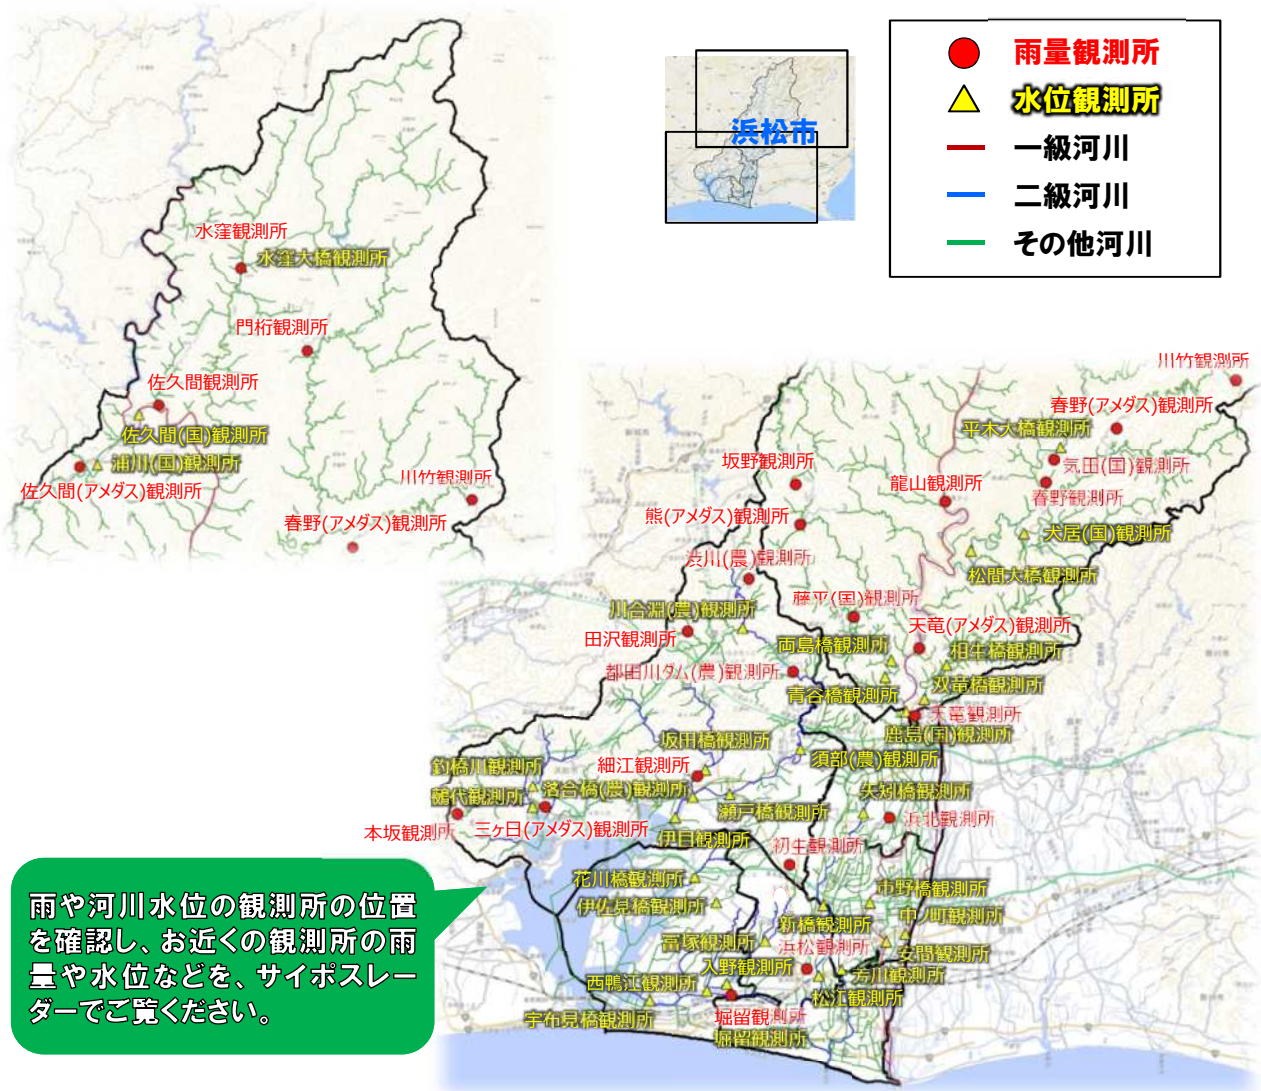 雨量観測所
水位観測所
一級河川
二級河川
その他河川
浜松市
水窪観測所
水窪大橋観測所
門桁観測所
佐久間観測所
佐久間(国)観測所
浦川(国)観測所
佐久間(アメダス)観測所
川竹観測所
春野(アメダス)観測所
川竹観測所
春野(アメダス)観測所
平木大橋観測所
気田(国)観測所
春野観測所
坂野観測所
龍山観測所
熊(アメダス)観測所
犬居(国)観測所
渋川(農)観測所
松間大橋観測所
藤平(国)観測所
川合淵(農)観測所
天竜(アメダス)観測所
田沢観測所
両島橋観測所
相生橋観測所
都田川ダム(農)観測所
青谷橋観測所
双竜橋観測所
天竜観測所
鹿島(国)観測所
坂田橋観測所
須部(農)観測所
釣橋川観測所
細江観測所
落合橋(農)観測所
矢矧橋観測所
鵺代観測所
瀬戸橋観測所
浜北観測所
本坂観測所
三ヶ日(アメダス)観測所
伊目観測所
初生観測所
花川橋観測所
市野橋観測所
伊佐見橋観測所
中ノ町観測所
新橋観測所
富塚観測所
浜松観測所
安間観測所
入野観測所
芳川観測所
西鴨江観測所
松江観測所
宇布見橋観測所
堀留観測所
堀留観測所
雨や河川水位の観測所の位置
を確認し、お近くの観測所の雨
量や水位などを、サイポスレー
ダーでご覧ください。